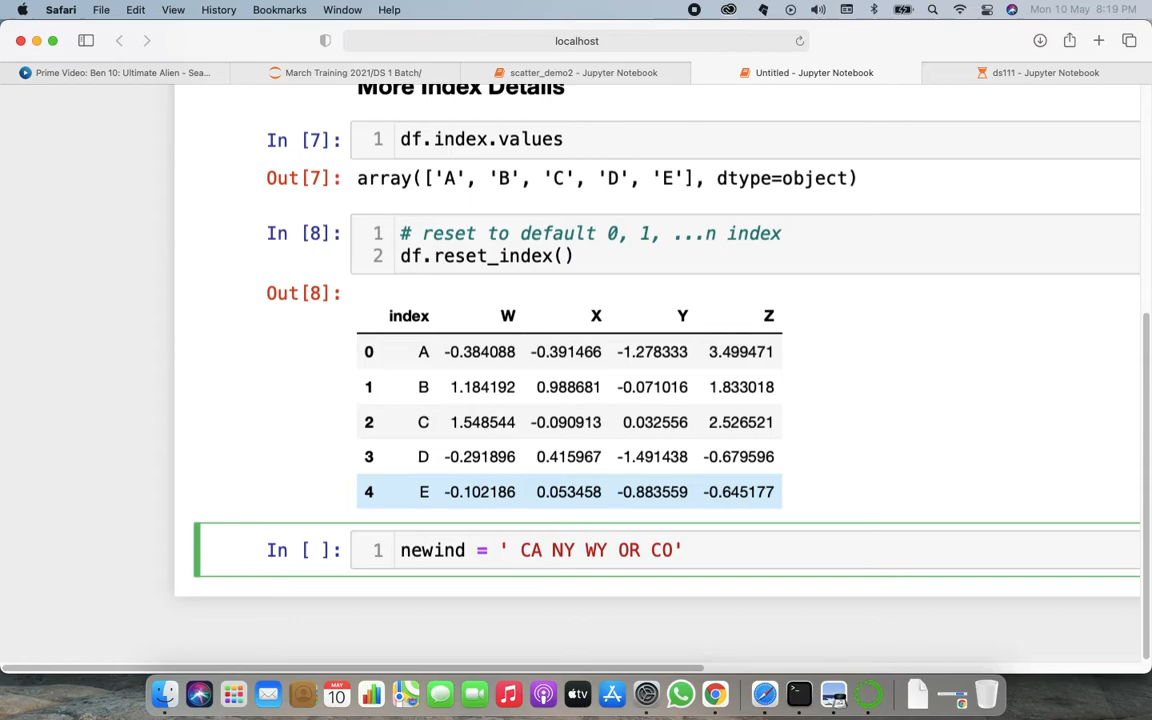 Safari File Edit View History Bookmarks Window Help Mon 10 May 8:19 PM
localhost
Prime Video: Ben 10: Ultimate Alien - Sea... March Training 2021/DS 1 Batch/ scatter_demo2 - Jupyter Notebook Untitled - Jupyter Notebook ds111 - Jupyter Notebook
More Index Details
In [7]: 1 df.index.values
Out[7]: array(['A', 'B', 'C', 'D', 'E'], dtype=object)
In [8]: 1 # reset to default 0, 1, ...n index
2 df.reset_index()
Out[8]:
index W X Y Z
0 A -0.384088 -0.391466 -1.278333 3.499471
1 B 1.184192 0.988681 -0.071016 1.833018
2 C 1.548544 -0.090913 0.032556 2.526521
3 D -0.291896 0.415967 -1.491438 -0.679596
4 E -0.102186 0.053458 -0.883559 -0.645177
In [ ]: 1 newind = ' CA NY WY OR CO'
MAY
10
tv